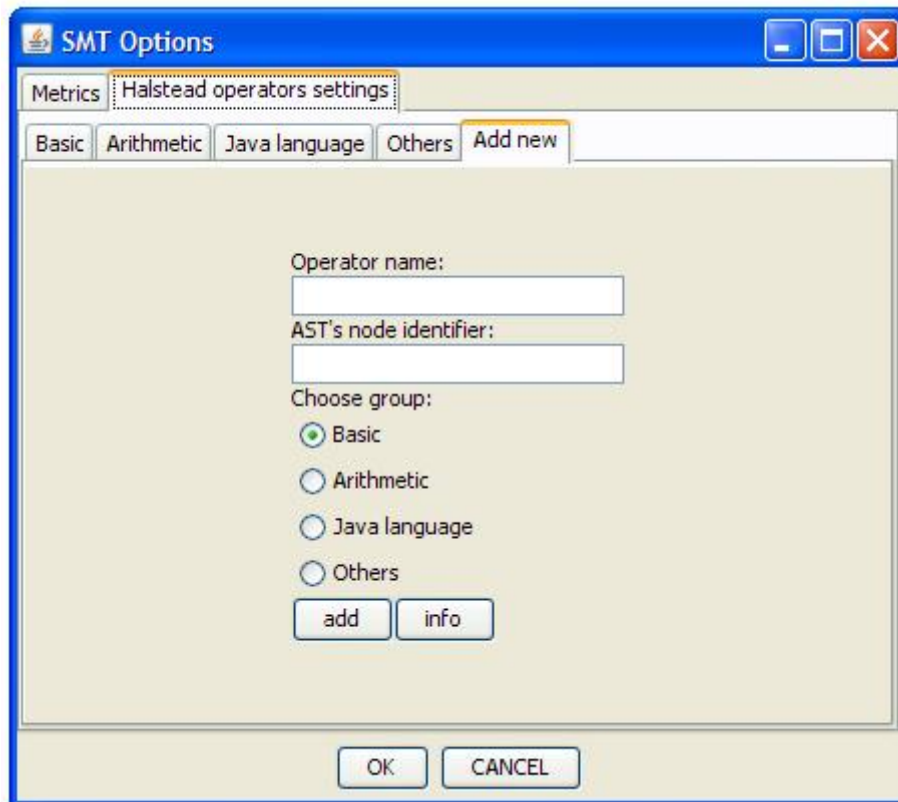 SMT Options
Metrics Halstead operators settings
Basic Arithmetic Java language Others Add new
Operator name:
AST's node identifier:
Choose group:
Basic
Arithmetic
Java language
Others
add info
OK CANCEL